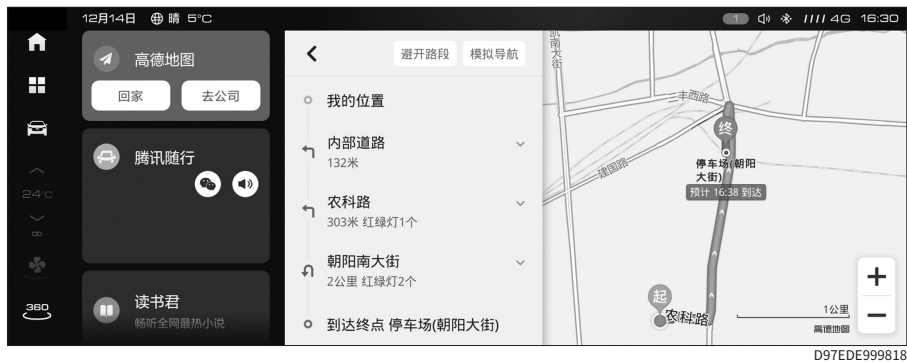 12月14日 晴 5°C
1 4G 16:30
高德地图
回家 去公司
24°C
腾讯随行
360
读书君
畅听全网最热小说
避开路段 模拟导航
我的位置
内部道路
132米
农科路
303米 红绿灯1个
朝阳南大街
2公里 红绿灯2个
到达终点 停车场(朝阳大街)
凯南大街
三丰西路
建国路
终
停车场(朝阳
大街)
预计 16:38 到达
起
农科路
1公里
高德地图
D97EDE999818